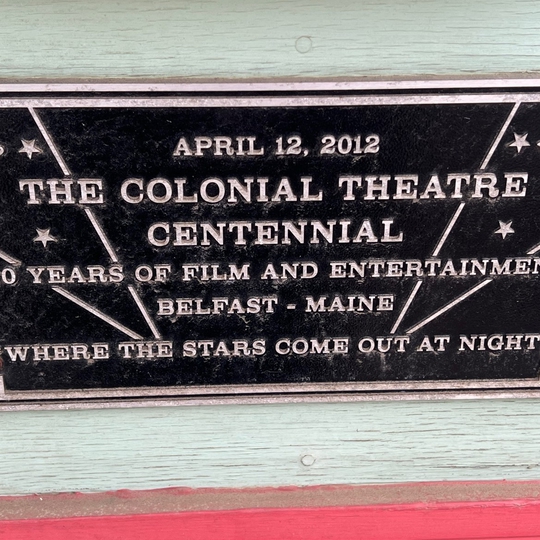 APRIL 12, 2012
THE COLONIAL THEATRE
CENTENNIAL
0 YEARS OF FILM AND ENTERTAINMEN
BELFAST - MAINE
WHERE THE STARS COME OUT AT NIGHT